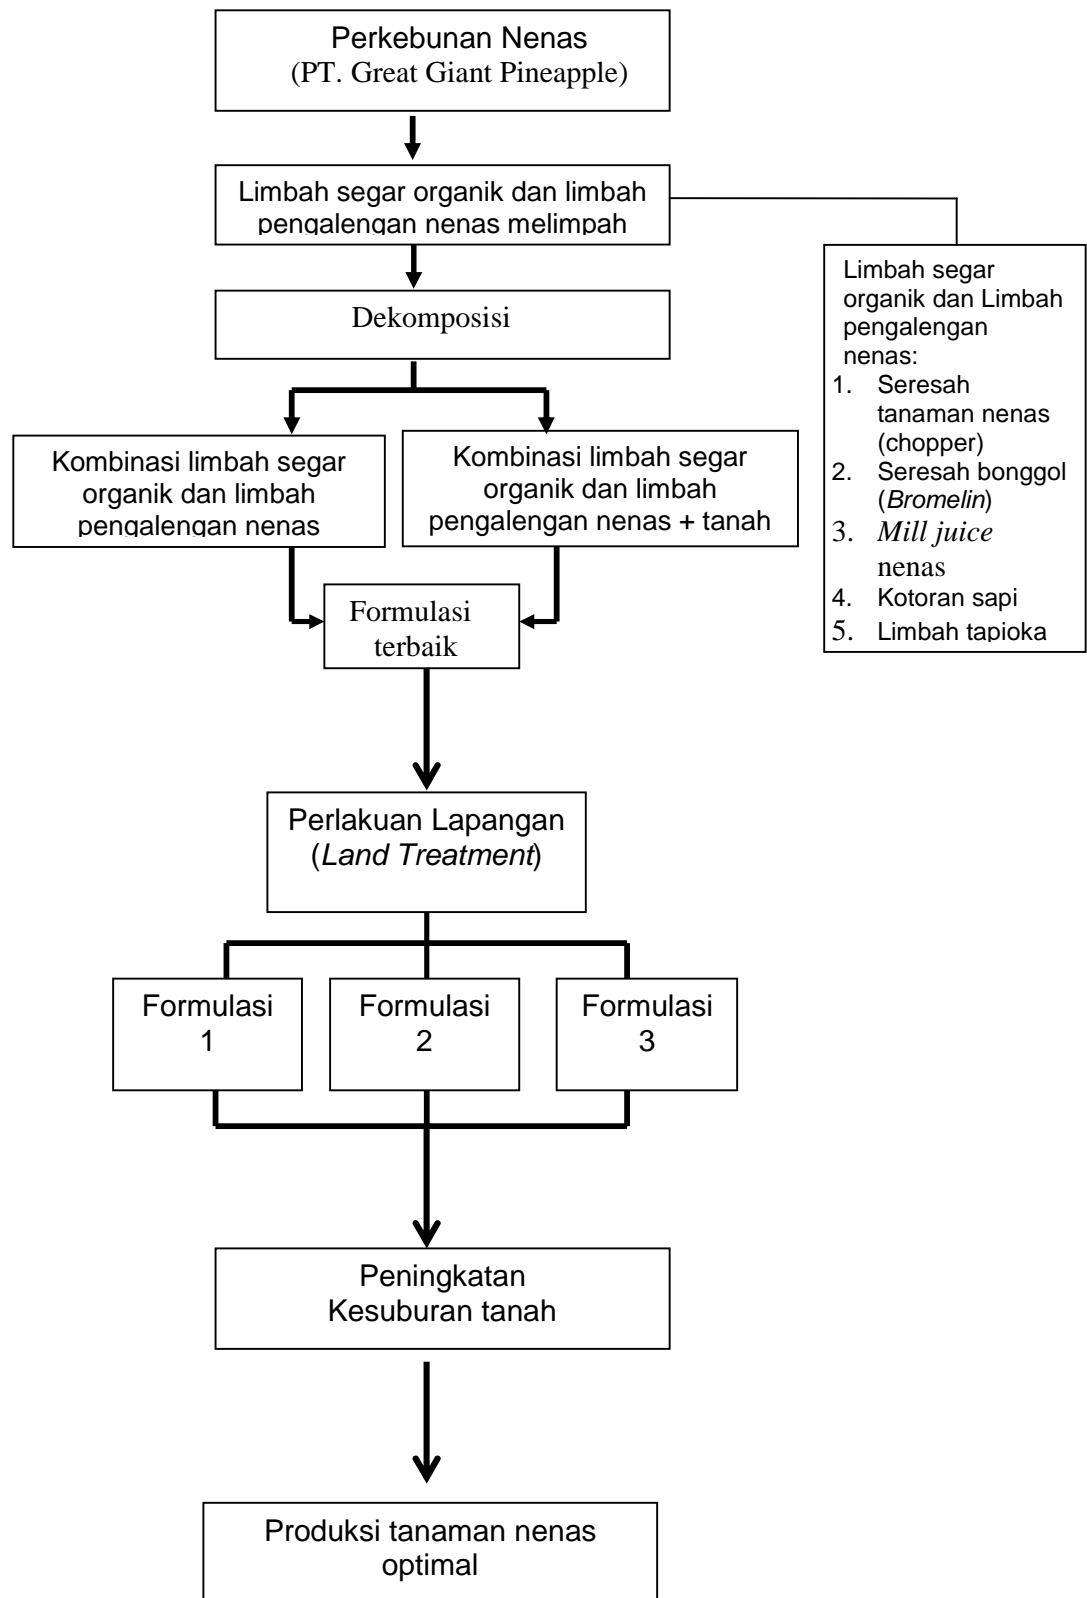 Perkebunan Nenas
(PT. Great Giant Pineapple)
Limbah segar organik dan limbah
pengalengan nenas melimpah
Dekomposisi
Kombinasi limbah segar
organik dan limbah
pengalengan nenas
Kombinasi limbah segar
organik dan limbah
pengalengan nenas + tanah
Limbah segar
organik dan Limbah
pengalengan
nenas:
1. Seresah
tanaman nenas
(chopper)
2. Seresah bonggol
(Bromelin)
3. Mill juice
nenas
4. Kotoran sapi
5. Limbah tapioka
Formulasi
terbaik
Perlakuan Lapangan
(Land Treatment)
Formulasi
1
Formulasi
2
Formulasi
3
Peningkatan
Kesuburan tanah
Produksi tanaman nenas
optimal